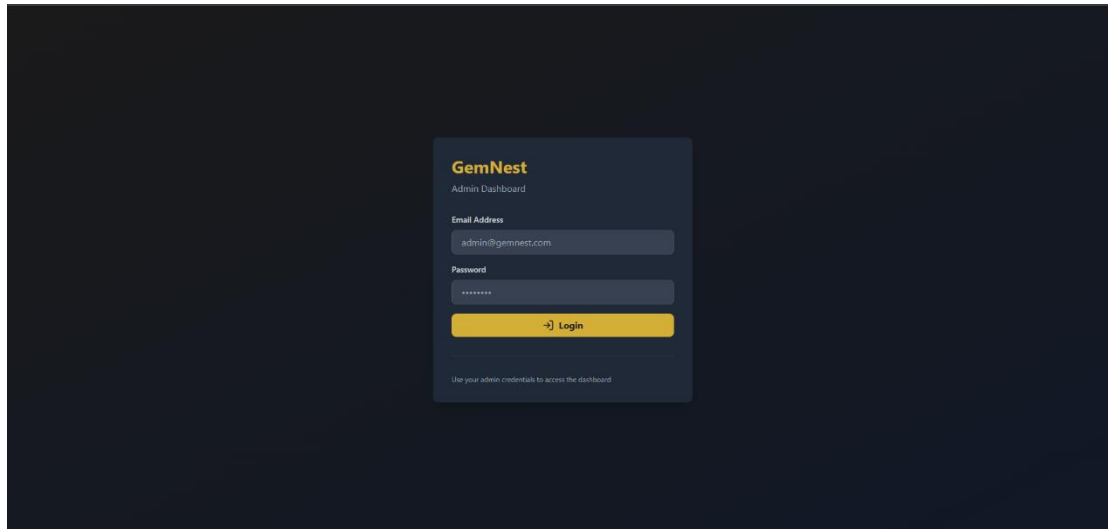 GemNest
Admin Dashboard
Email Address
admin@gemnest.com
Password
••••••••
Login
Use your admin credentials to access the dashboard